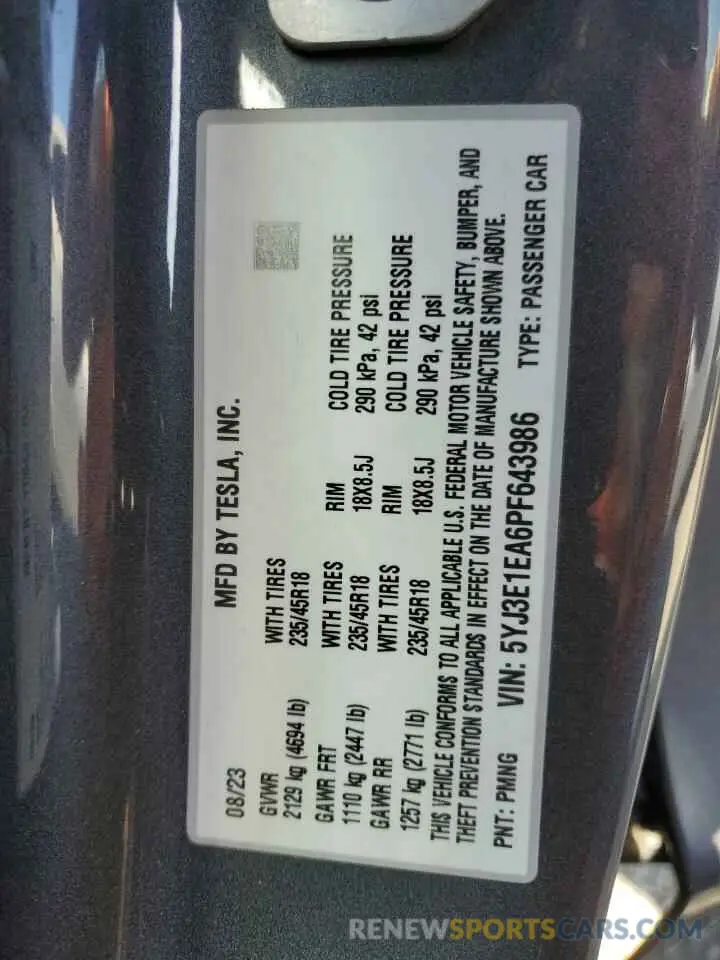 MFD BY TESLA, INC.
08/23
GVWR WITH TIRES
2129 kg (4694 lb) 235/45R18
GAWR FRT WITH TIRES RIM COLD TIRE PRESSURE
1110 kg (2447 lb) 235/45R18 18X8.5J 290 kPa, 42 psi
GAWR RR WITH TIRES RIM COLD TIRE PRESSURE
1257 kg (2771 lb) 235/45R18 18X8.5J 290 kPa, 42 psi
THIS VEHICLE CONFORMS TO ALL APPLICABLE U.S. FEDERAL MOTOR VEHICLE SAFETY, BUMPER, AND
THEFT PREVENTION STANDARDS IN EFFECT ON THE DATE OF MANUFACTURE SHOWN ABOVE.
PNT: PMNG VIN: 5YJ3E1EA6PF643986 TYPE: PASSENGER CAR
RENEWSPORTSCARS.COM